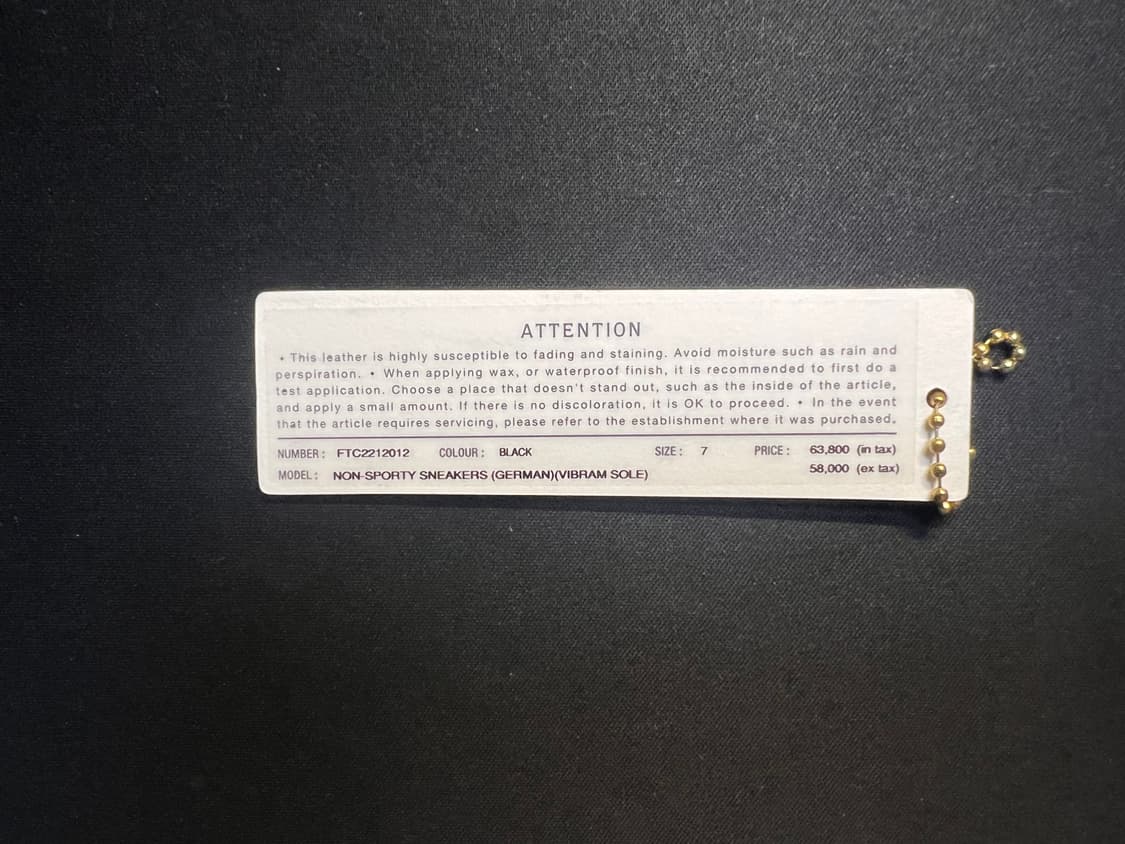 ATTENTION
• This leather is highly susceptible to fading and staining. Avoid moisture such as rain and
perspiration. • When applying wax, or waterproof finish, it is recommended to first do a
test application. Choose a place that doesn't stand out, such as the inside of the article,
and apply a small amount. If there is no discoloration, it is OK to proceed. • In the event
that the article requires servicing, please refer to the establishment where it was purchased.
NUMBER : FTC2212012 COLOUR : BLACK SIZE : 7 PRICE : 63,800 (in tax)
58,000 (ex tax)
MODEL : NON-SPORTY SNEAKERS (GERMAN)(VIBRAM SOLE)